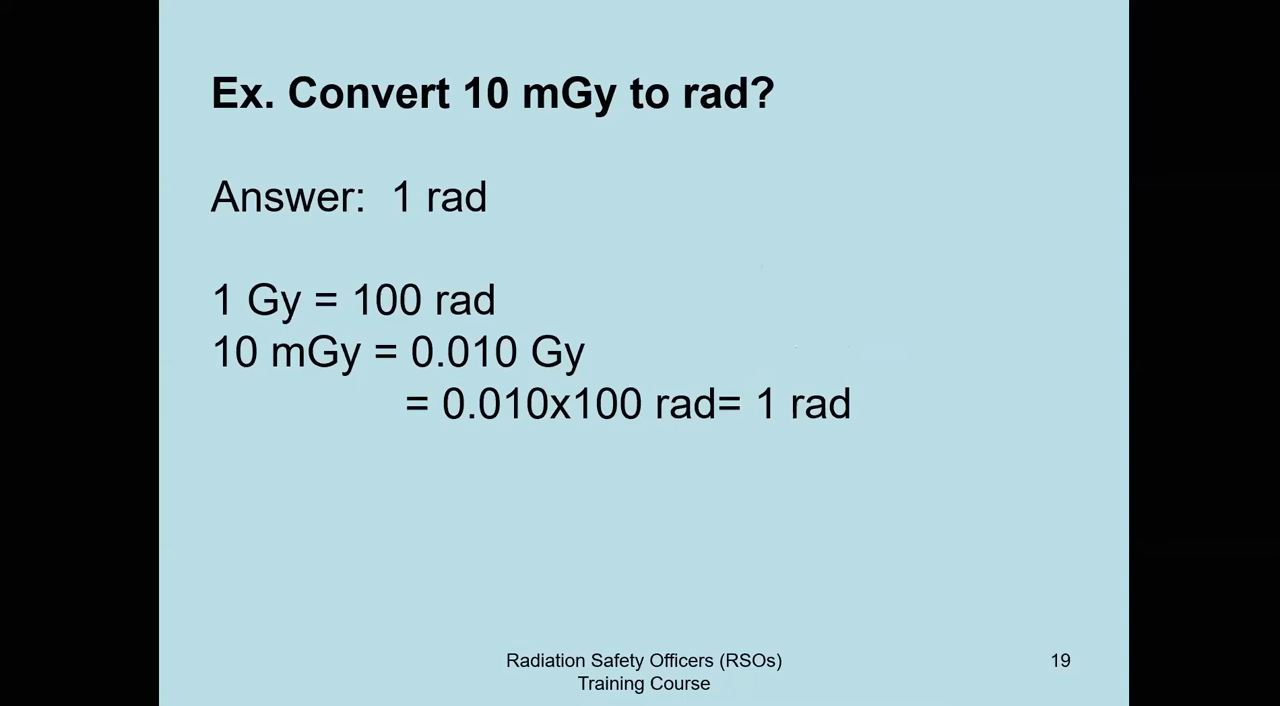 Ex. Convert 10 mGy to rad?
Answer: 1 rad
1 Gy = 100 rad
10 mGy = 0.010 Gy
= 0.010x100 rad= 1 rad
Radiation Safety Officers (RSOs)
Training Course
19